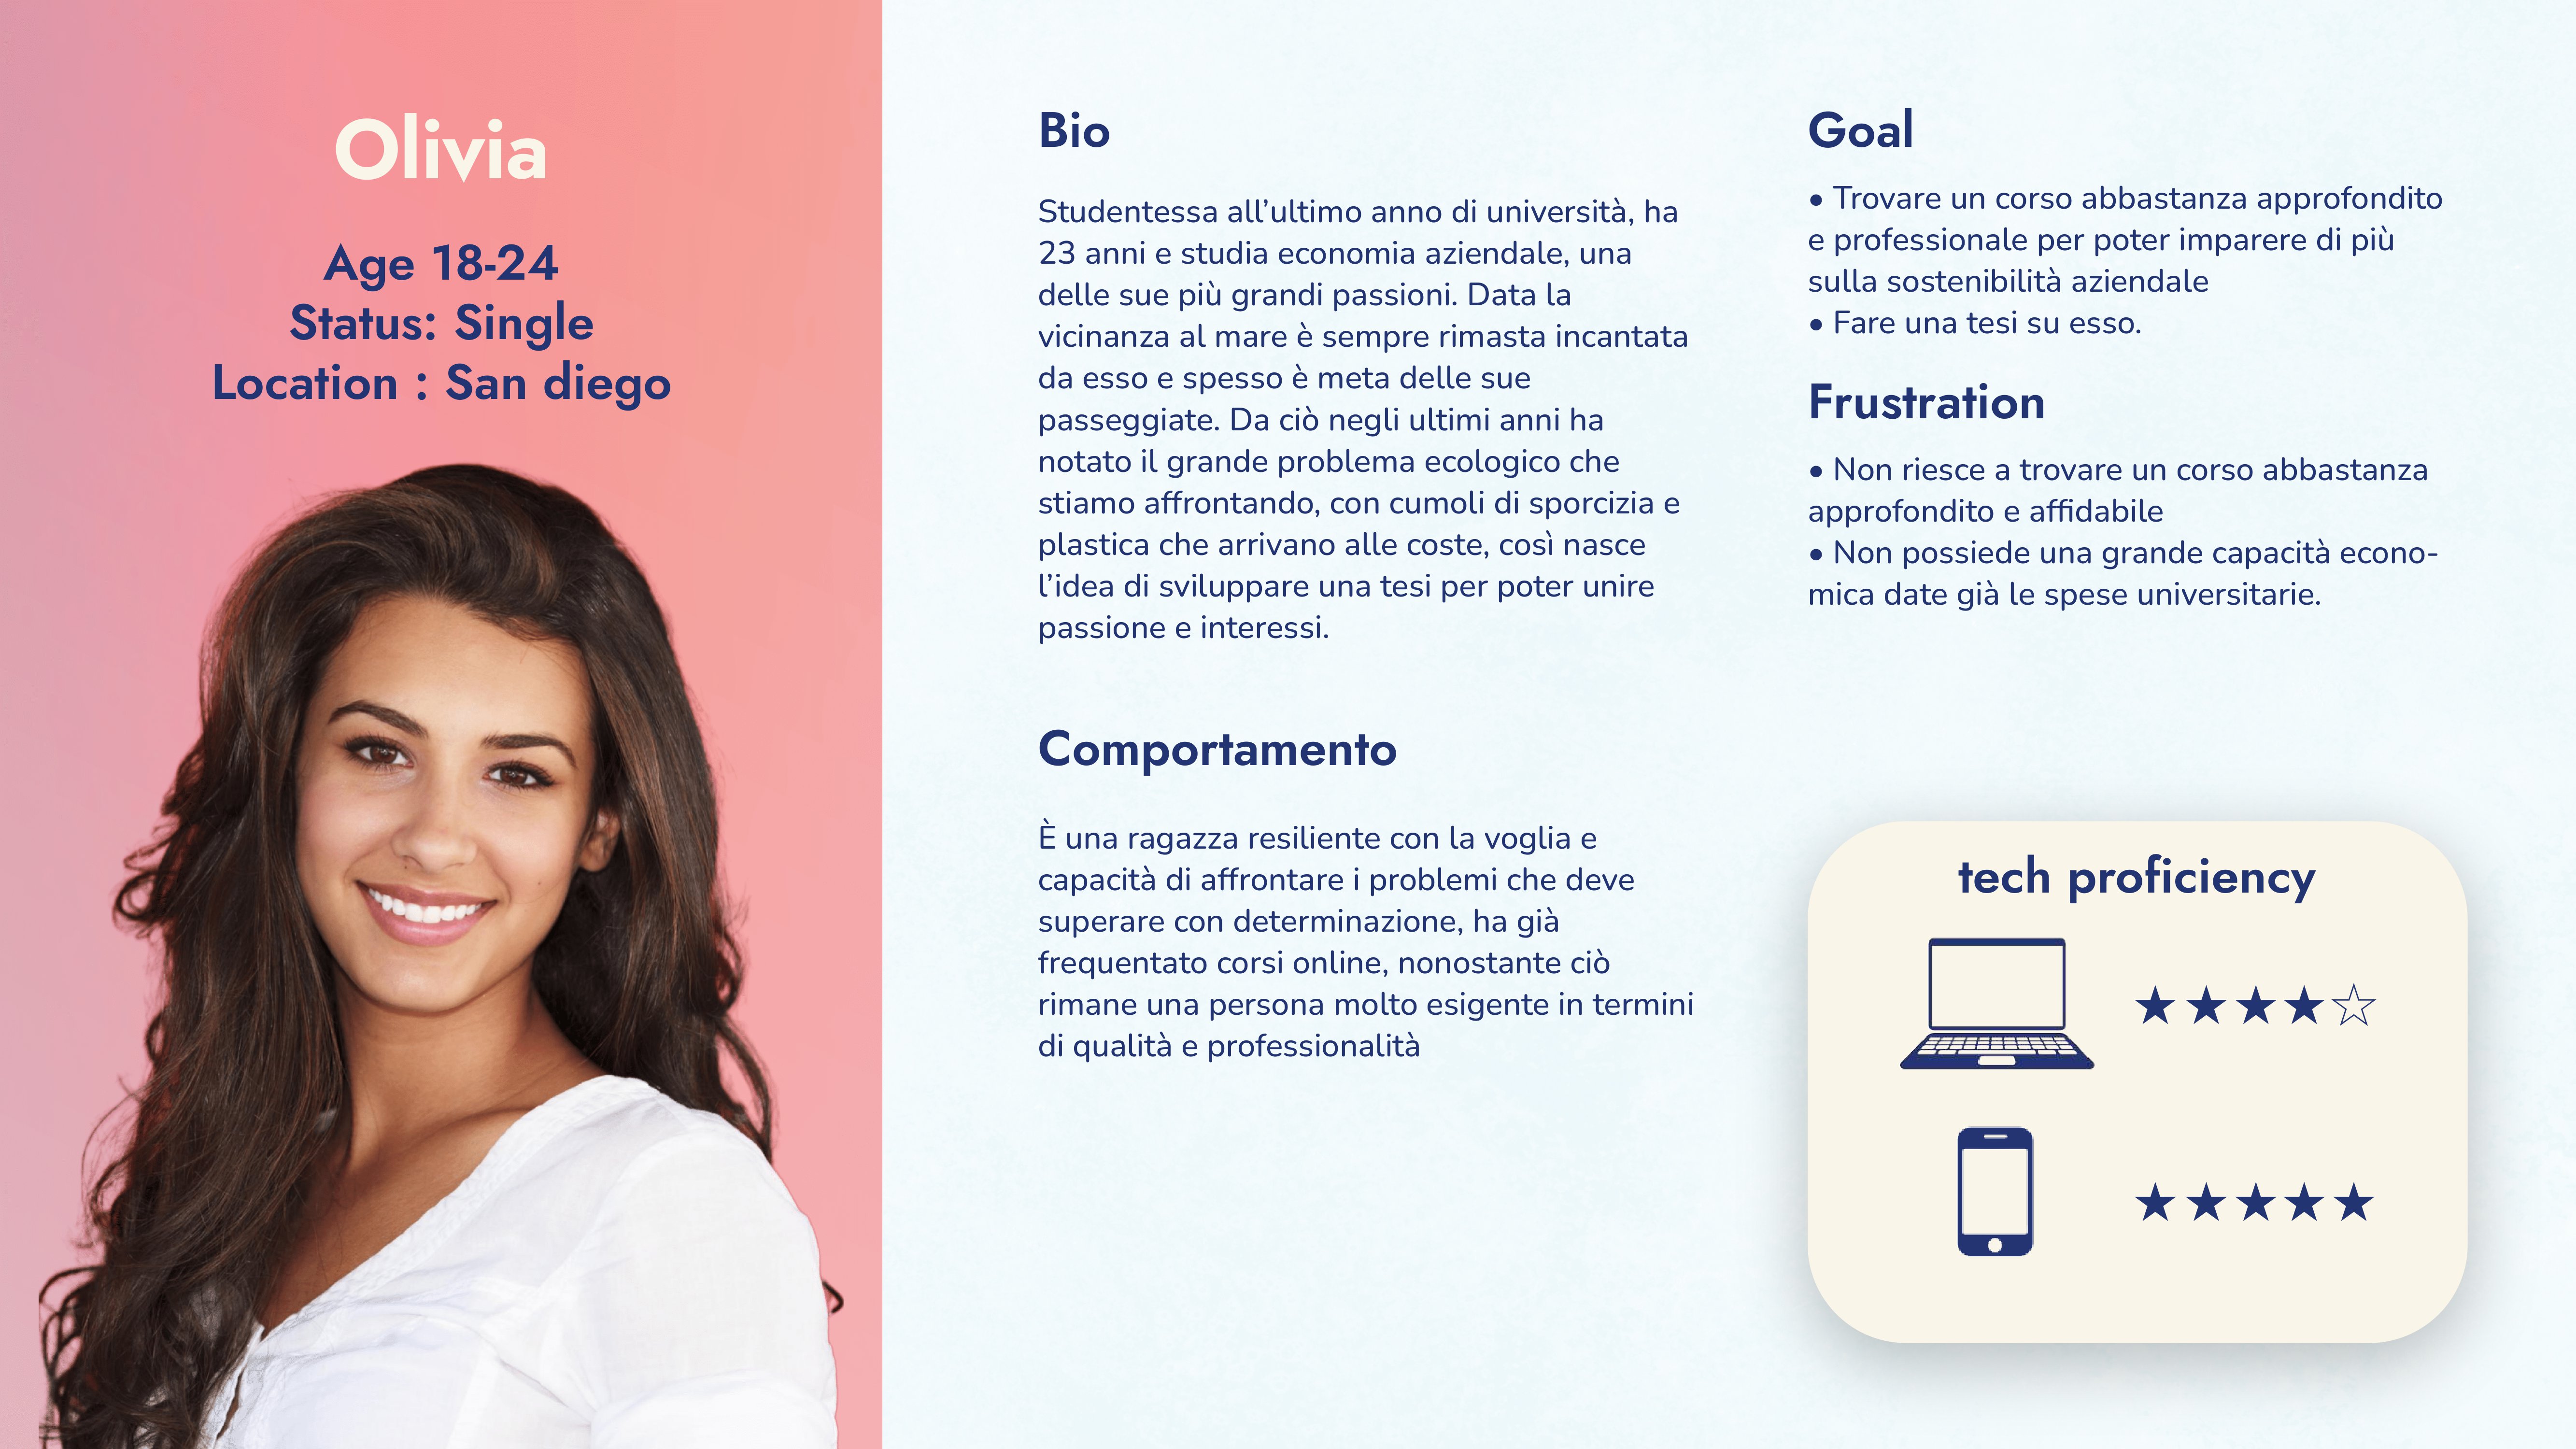 Olivia
Age 18-24
Status: Single
Location : San diego
Bio
Studentessa all’ultimo anno di università, ha
23 anni e studia economia aziendale, una
delle sue più grandi passioni. Data la
vicinanza al mare è sempre rimasta incantata
da esso e spesso è meta delle sue
passeggiate. Da ciò negli ultimi anni ha
notato il grande problema ecologico che
stiamo affrontando, con cumoli di sporcizia e
plastica che arrivano alle coste, così nasce
l’idea di sviluppare una tesi per poter unire
passione e interessi.
Comportamento
È una ragazza resiliente con la voglia e
capacità di affrontare i problemi che deve
superare con determinazione, ha già
frequentato corsi online, nonostante ciò
rimane una persona molto esigente in termini
di qualità e professionalità
Goal
• Trovare un corso abbastanza approfondito
e professionale per poter imparere di più
sulla sostenibilità aziendale
• Fare una tesi su esso.
Frustration
• Non riesce a trovare un corso abbastanza
approfondito e affidabile
• Non possiede una grande capacità econo-
mica date già le spese universitarie.
tech proficiency